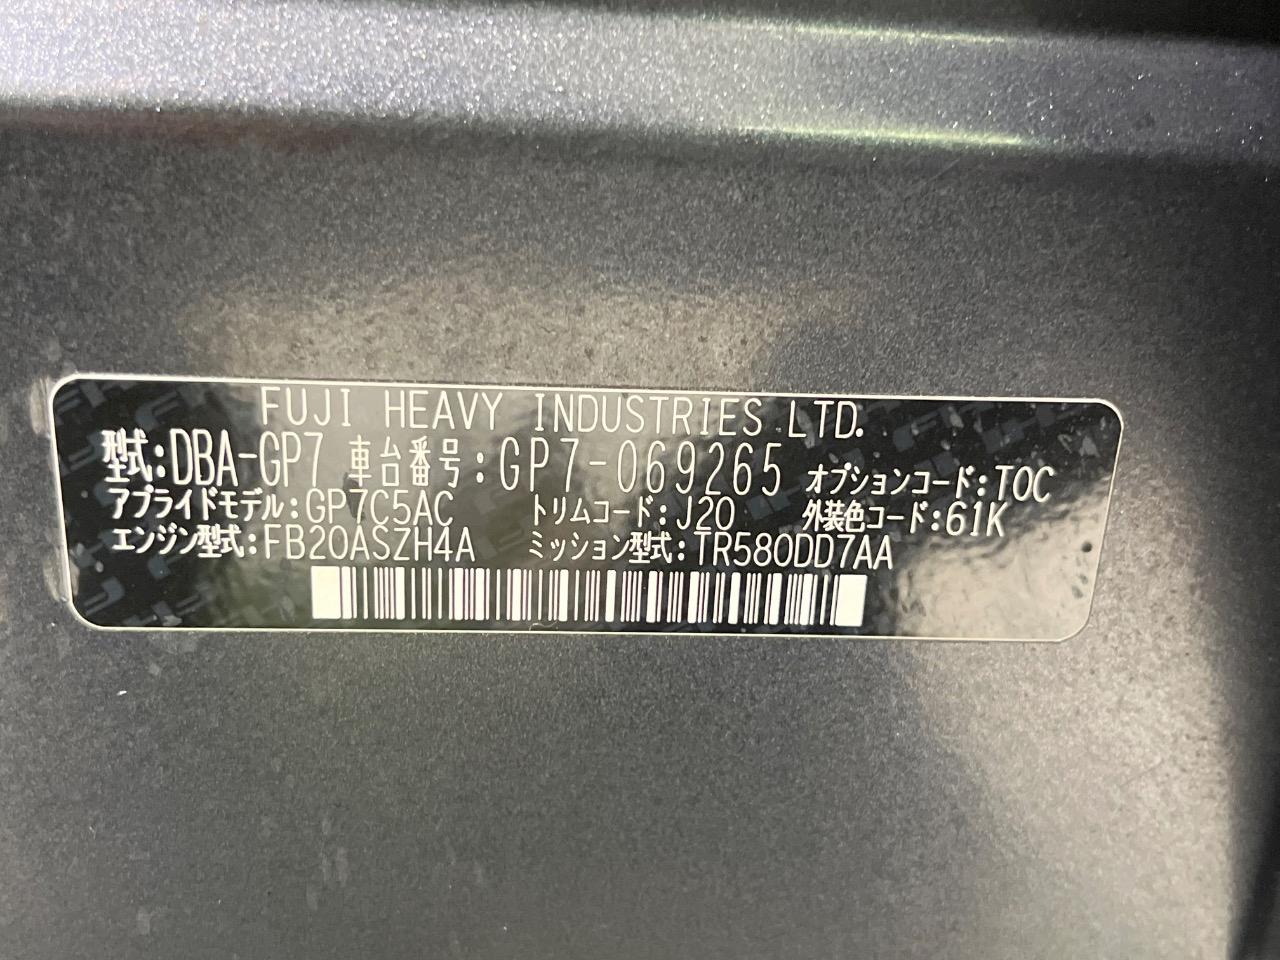 FUJI HEAVY INDUSTRIES LTD.
型式:DBA-GP7 車台番号:GP7-069265 オプションコード:TOC
アプライドモデル:GP7C5AC トリムコード:J20 外装色コード:61K
エンジン型式:FB20ASZH4A ミッション型式:TR580DD7AA